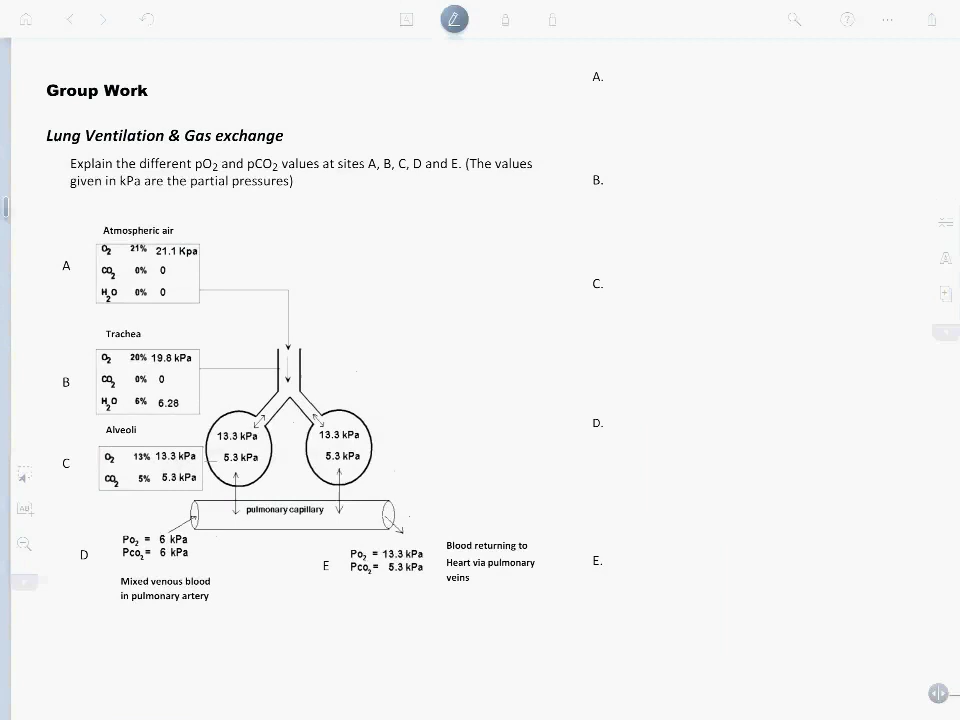 Group Work
Lung Ventilation & Gas exchange
Explain the different pO2 and pCO2 values at sites A, B, C, D and E. (The values
given in kPa are the partial pressures)
Atmospheric air
A
O2 21% 21.1 Kpa
CO2 0% 0
H2O 0% 0
Trachea
B
O2 20% 19.8 kPa
CO2 0% 0
H2O 6% 6.28
Alveoli
C
O2 13% 13.3 kPa
CO2 5% 5.3 kPa
13.3 kPa
5.3 kPa
13.3 kPa
5.3 kPa
pulmonary capillary
D
Po2 = 6 kPa
Pco2 = 6 kPa
Mixed venous blood
in pulmonary artery
E
Po2 = 13.3 kPa
Pco2 = 5.3 kPa
Blood returning to
Heart via pulmonary
veins
A.
B.
C.
D.
E.